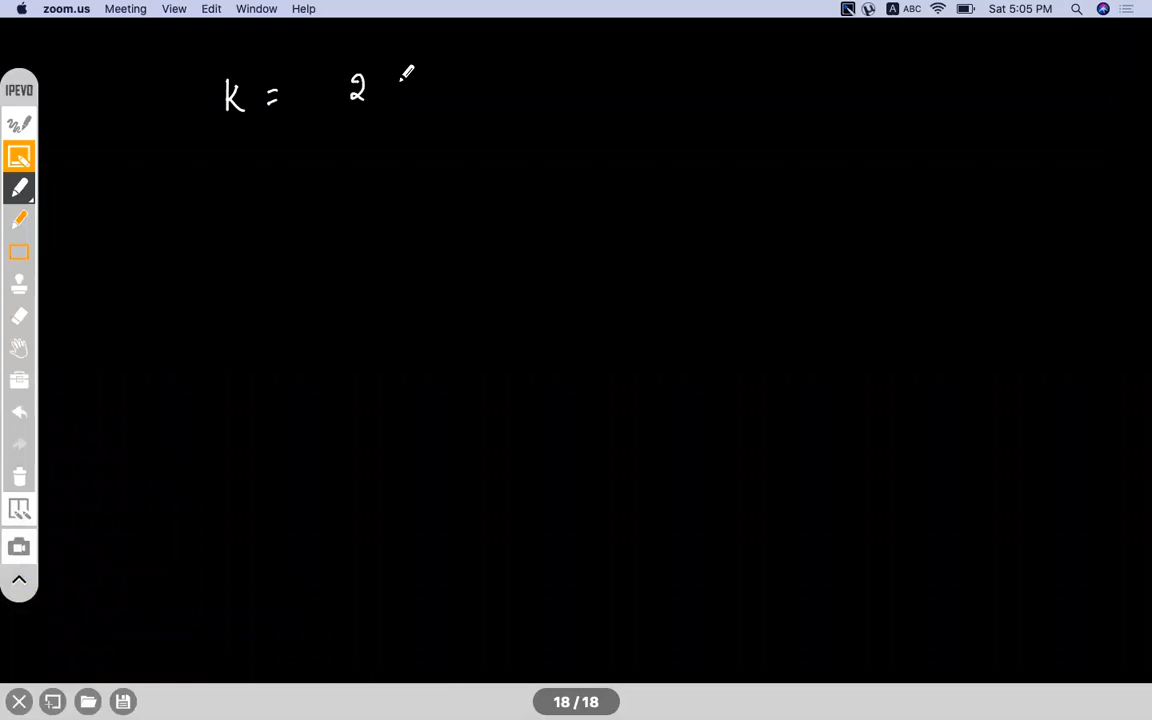 zoom.us Meeting View Edit Window Help A ABC Sat 5:05 PM
IPEVO
k = 2
18 / 18